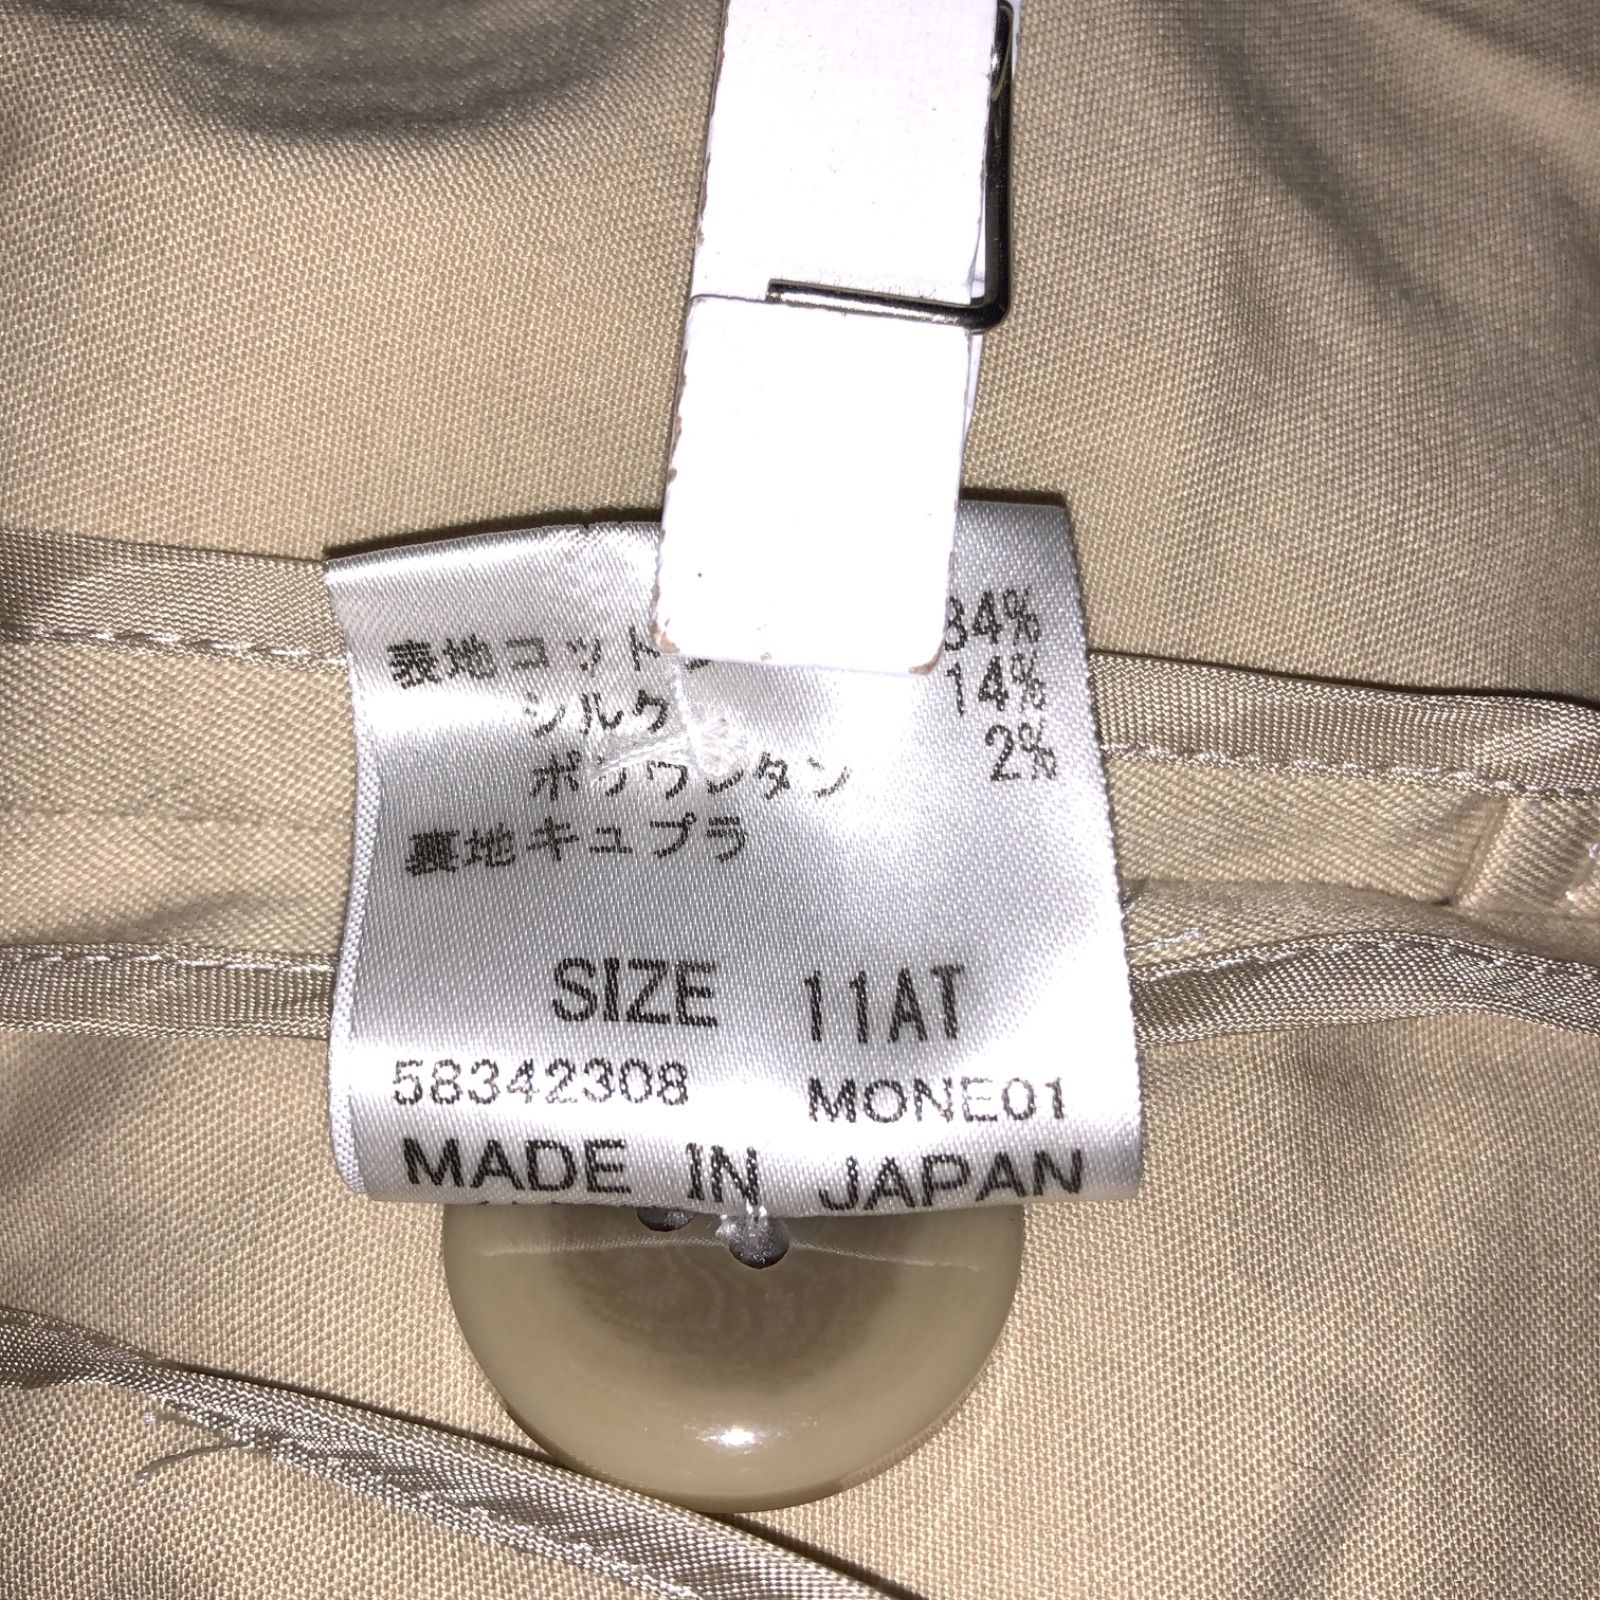 表地コットン 84%
シルク 14%
ポリウレタン 2%
裏地キュプラ
SIZE 11AT
58342308 MONE01
MADE IN JAPAN